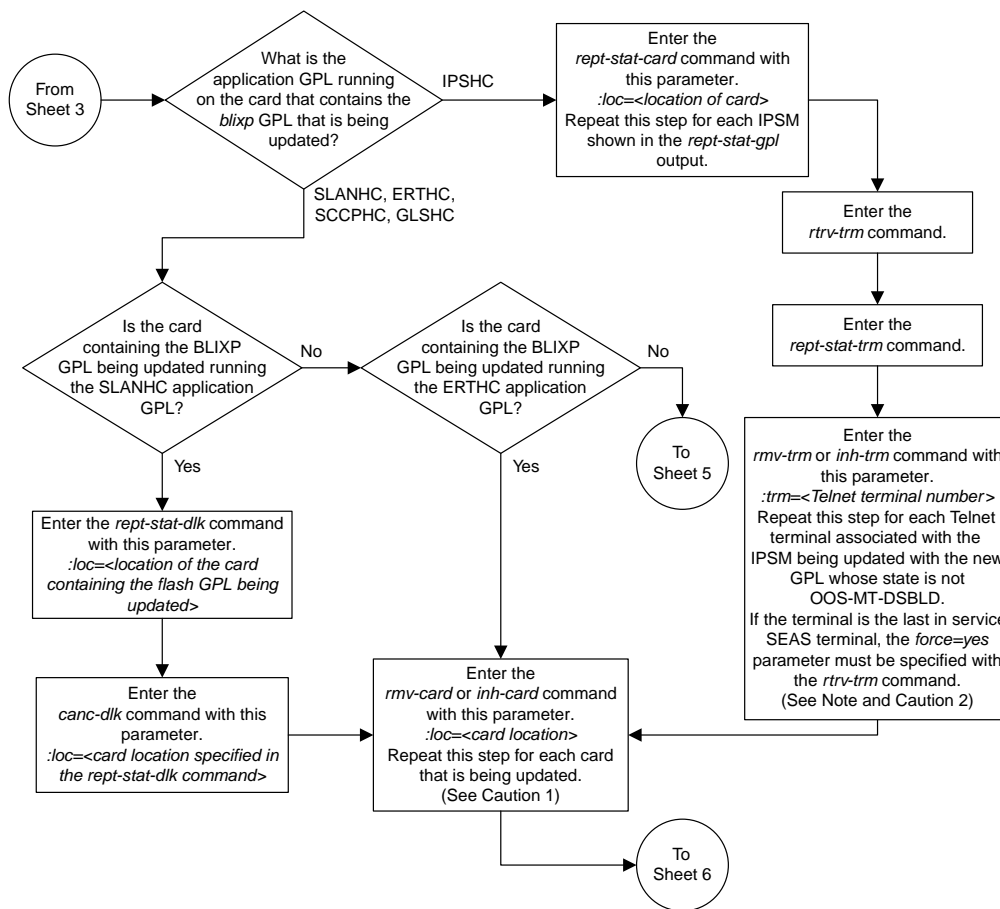 From
Sheet 3
What is the
application GPL running
on the card that contains the
blixp GPL that is being
updated?
IPSHC
Enter the
rept-stat-card command with
this parameter.
:loc=<location of card>
Repeat this step for each IPSM
shown in the rept-stat-gpl
output.
SLANHC, ERTHC,
SCCPHC, GLSHC
Enter the
rtrv-trm command.
Enter the
rept-stat-trm command.
Is the card
containing the BLIXP
GPL being updated running
the SLANHC application
GPL?
No
Is the card
containing the BLIXP
GPL being updated running
the ERTHC application
GPL?
No
To
Sheet 5
Yes
Yes
Enter the
rmv-trm or inh-trm command with
this parameter.
:trm=<Telnet terminal number>
Repeat this step for each Telnet
terminal associated with the
IPSM being updated with the new
GPL whose state is not
OOS-MT-DSBLD.
If the terminal is the last in service
SEAS terminal, the force=yes
parameter must be specified with
the rtrv-trm command.
(See Note and Caution 2)
Enter the rept-stat-dlk command
with this parameter.
:loc=<location of the card
containing the flash GPL being
updated>
Enter the
canc-dlk command with this
parameter.
:loc=<card location specified in
the rept-stat-dlk command>
Enter the
rmv-card or inh-card command
with this parameter.
:loc=<card location>
Repeat this step for each card
that is being updated.
(See Caution 1)
To
Sheet 6